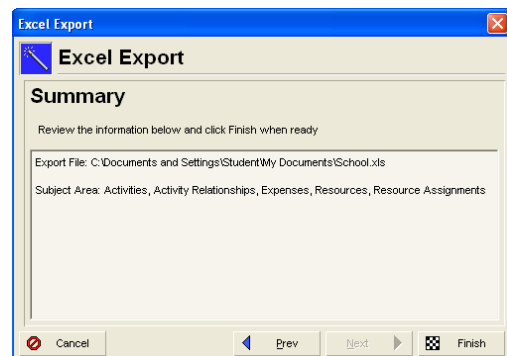 Excel Export
Excel Export
Summary
Review the information below and click Finish when ready
Export File: C:\Documents and Settings\Student\My Documents\School.xls
Subject Area: Activities, Activity Relationships, Expenses, Resources, Resource Assignments
Cancel Prev Next Finish